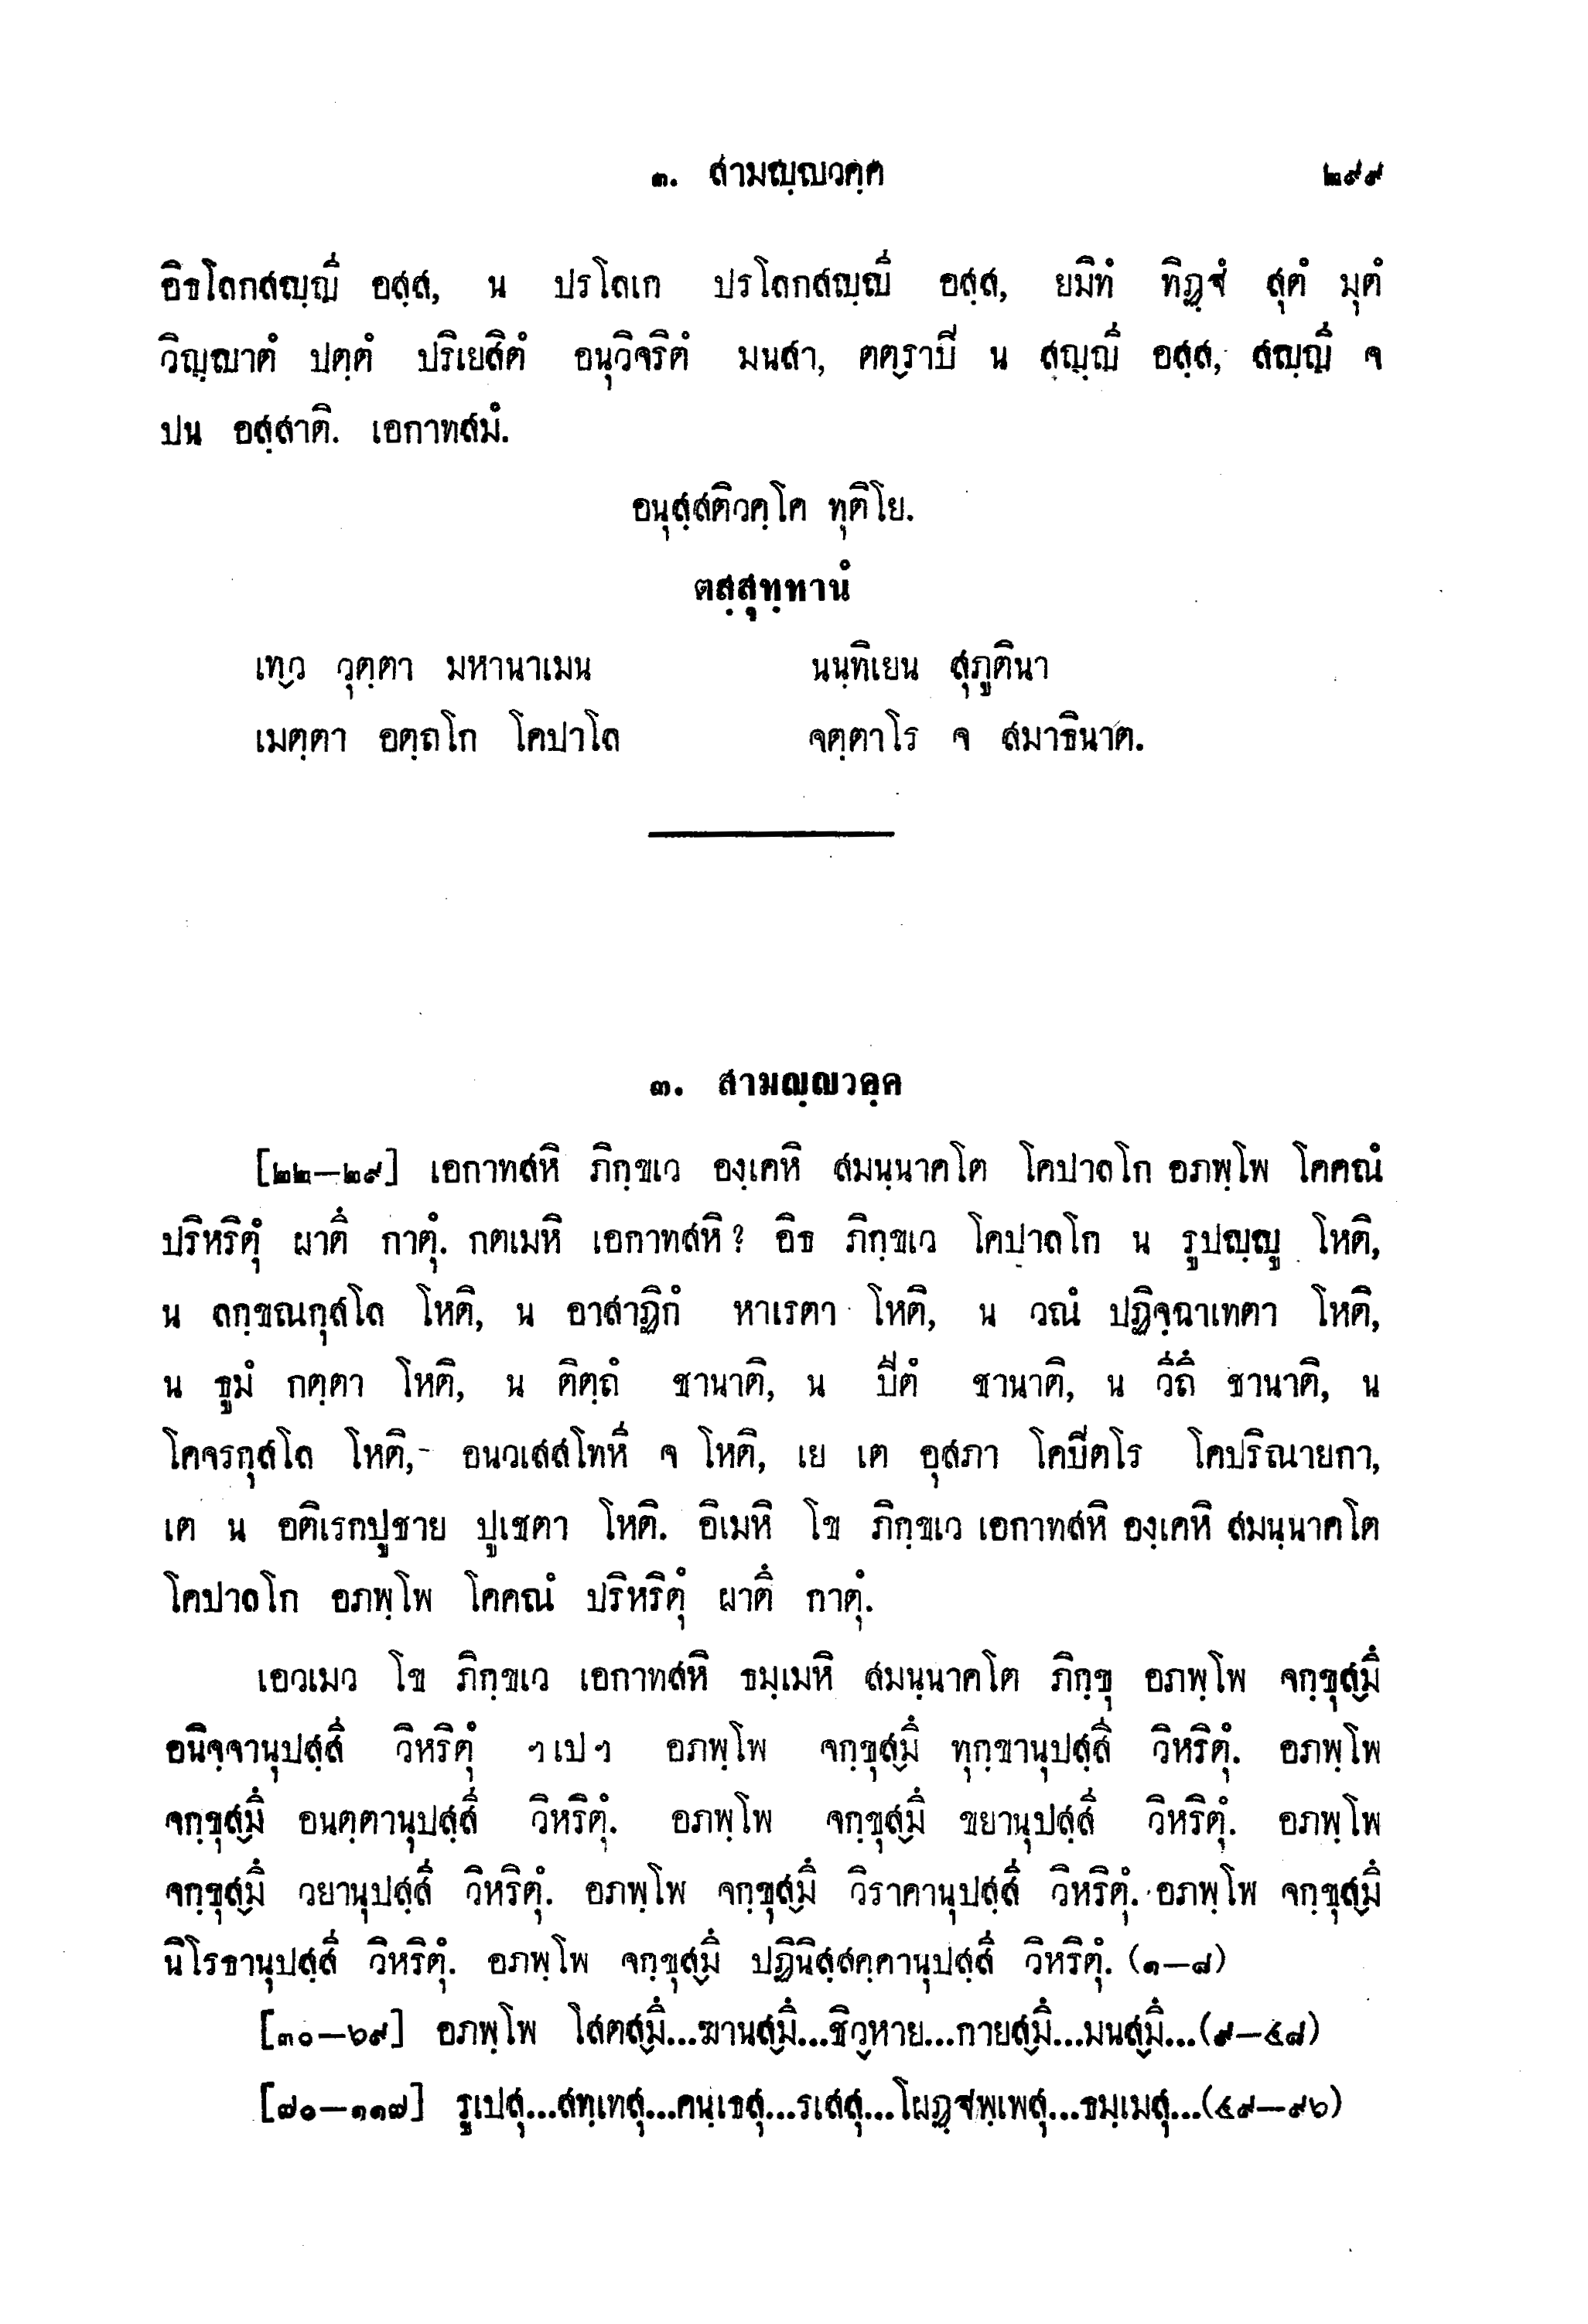 ๓. สามญฺญวคฺค ๒๙๙
อิธโลกสญฺญี อสฺส, น ปรโลเก ปรโลกสญฺญี อสฺส, ยมิทํ ทิฏฺฐํ สุตํ มุตํ
วิญฺญาตํ ปตฺตํ ปริเยสิตํ อนุวิจริตํ มนสา, ตตฺราปิ น สญฺญี อสฺส, สญฺญี จ
ปน อสฺสาติ. เอกาทสมํ.
อนุสฺสติวคฺโค ทุติโย.
ตสฺสุทฺทานํ
เทฺว วุตฺตา มหานาเมน นนฺทิเยน สุภูตินา
เมตฺตา อตฺถโก โคปาโล จตฺตาโร จ สมาธินาต.
๓. สามญฺญวคฺค
[๒๒–๒๙] เอกาทสหิ ภิกฺขเว องฺเคหิ สมนฺนาคโต โคปาลโก อภพฺโพ โคคณํ
ปริหริตุํ ผาตึ กาตุํ. กตเมหิ เอกาทสหิ? อิธ ภิกฺขเว โคปาลโก น รูปญฺญู โหติ,
น ลกฺขณกุสโล โหติ, น อาสาฏิกํ หาเรตา โหติ, น วณํ ปฏิจฺฉาเทตา โหติ,
น ธูมํ กตฺตา โหติ, น ติตฺถํ ชานาติ, น ปีตํ ชานาติ, น วีถึ ชานาติ, น
โคจรกุสโล โหติ, อนวเสสโทหี จ โหติ, เย เต อุสภา โคปิตโร โคปริณายกา,
เต น อติเรกปูชาย ปูเชตา โหติ. อิเมหิ โข ภิกฺขเว เอกาทสหิ องฺเคหิ สมนฺนาคโต
โคปาลโก อภพฺโพ โคคณํ ปริหริตุํ ผาตึ กาตุํ.
เอวเมว โข ภิกฺขเว เอกาทสหิ ธมฺเมหิ สมนฺนาคโต ภิกฺขุ อภพฺโพ จกฺขุสฺมึ
อนิจฺจานุปสฺสี วิหริตุํ ฯเปฯ อภพฺโพ จกฺขุสฺมึ ทุกฺขานุปสฺสี วิหริตุํ. อภพฺโพ
จกฺขุสฺมึ อนตฺตานุปสฺสี วิหริตุํ. อภพฺโพ จกฺขุสฺมึ ขยานุปสฺสี วิหริตุํ. อภพฺโพ
จกฺขุสฺมึ วยานุปสฺสี วิหริตุํ. อภพฺโพ จกฺขุสฺมึ วิราคานุปสฺสี วิหริตุํ. อภพฺโพ จกฺขุสฺมึ
นิโรธานุปสฺสี วิหริตุํ. อภพฺโพ จกฺขุสฺมึ ปฏินิสฺสคฺคานุปสฺสี วิหริตุํ. (๑–๘)
[๓๐–๖๙] อภพฺโพ โสตสฺมึ...ฆานสฺมึ...ชิวฺหาย...กายสฺมึ...มนสฺมึ...(๙–๔๘)
[๗๐–๑๑๗] รูเปสุ...สทฺเทสุ...คนฺเธสุ...รเสสุ...โผฏฺฐพฺเพสุ...ธมฺเมสุ...(๔๙–๙๖)